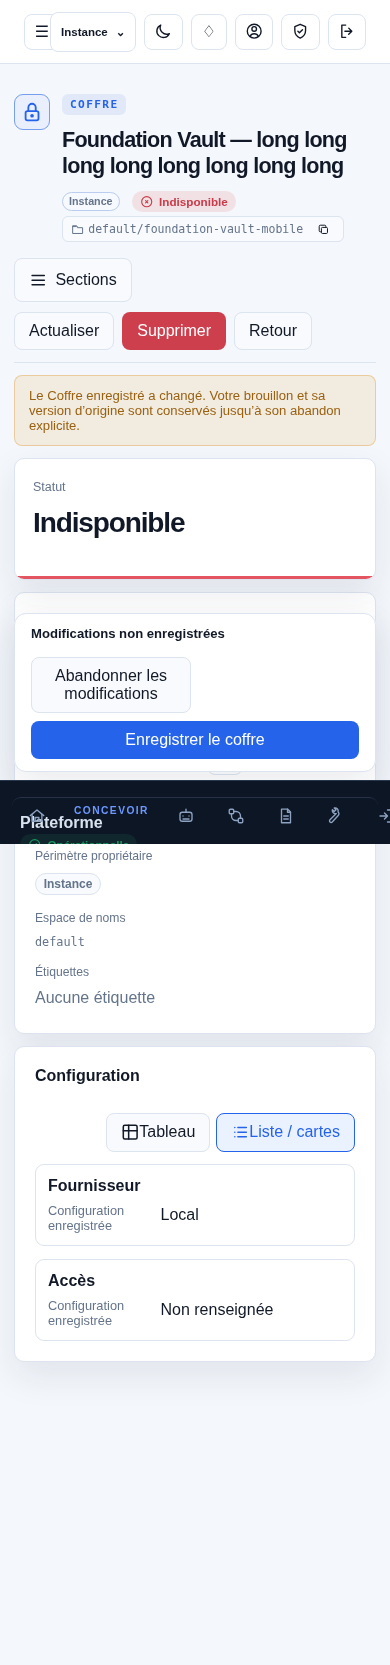 Instance
COFFRE
Foundation Vault — long long
long long long long long long
Instance
Indisponible
default/foundation-vault-mobile
Sections
Actualiser
Supprimer
Retour
Le Coffre enregistré a changé. Votre brouillon et sa
version d’origine sont conservés jusqu’à son abandon
explicite.
Statut
Indisponible
Modifications non enregistrées
Abandonner les
modifications
Enregistrer le coffre
CONCEVOIR
Plateforme
Opérationnelle
Périmètre propriétaire
Instance
Espace de noms
default
Étiquettes
Aucune étiquette
Configuration
Tableau
Liste / cartes
Fournisseur
Configuration
enregistrée
Local
Accès
Configuration
enregistrée
Non renseignée